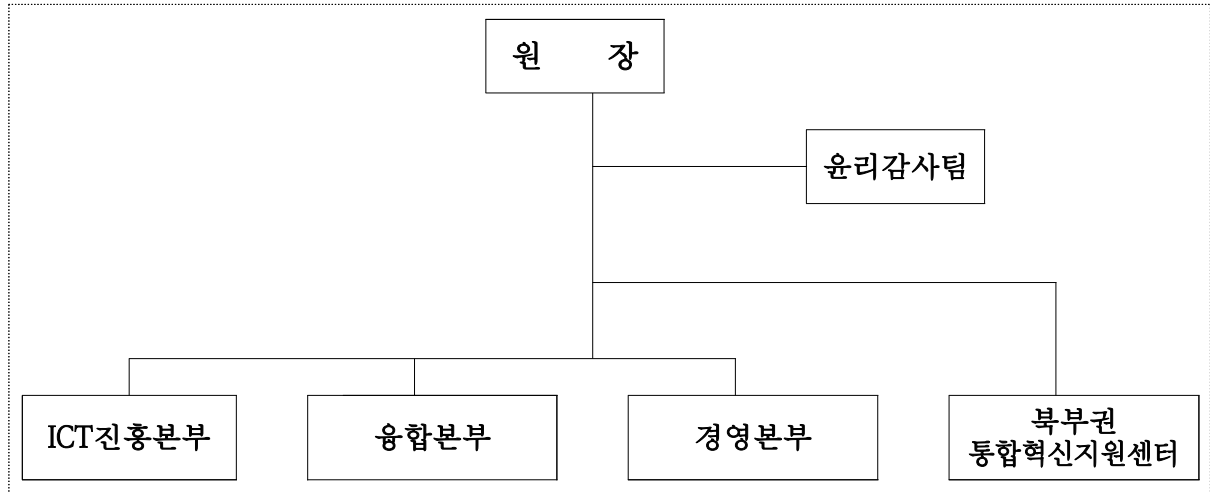 원 장
윤리감사팀
ICT진흥본부
융합본부
경영본부
북부권
통합혁신지원센터